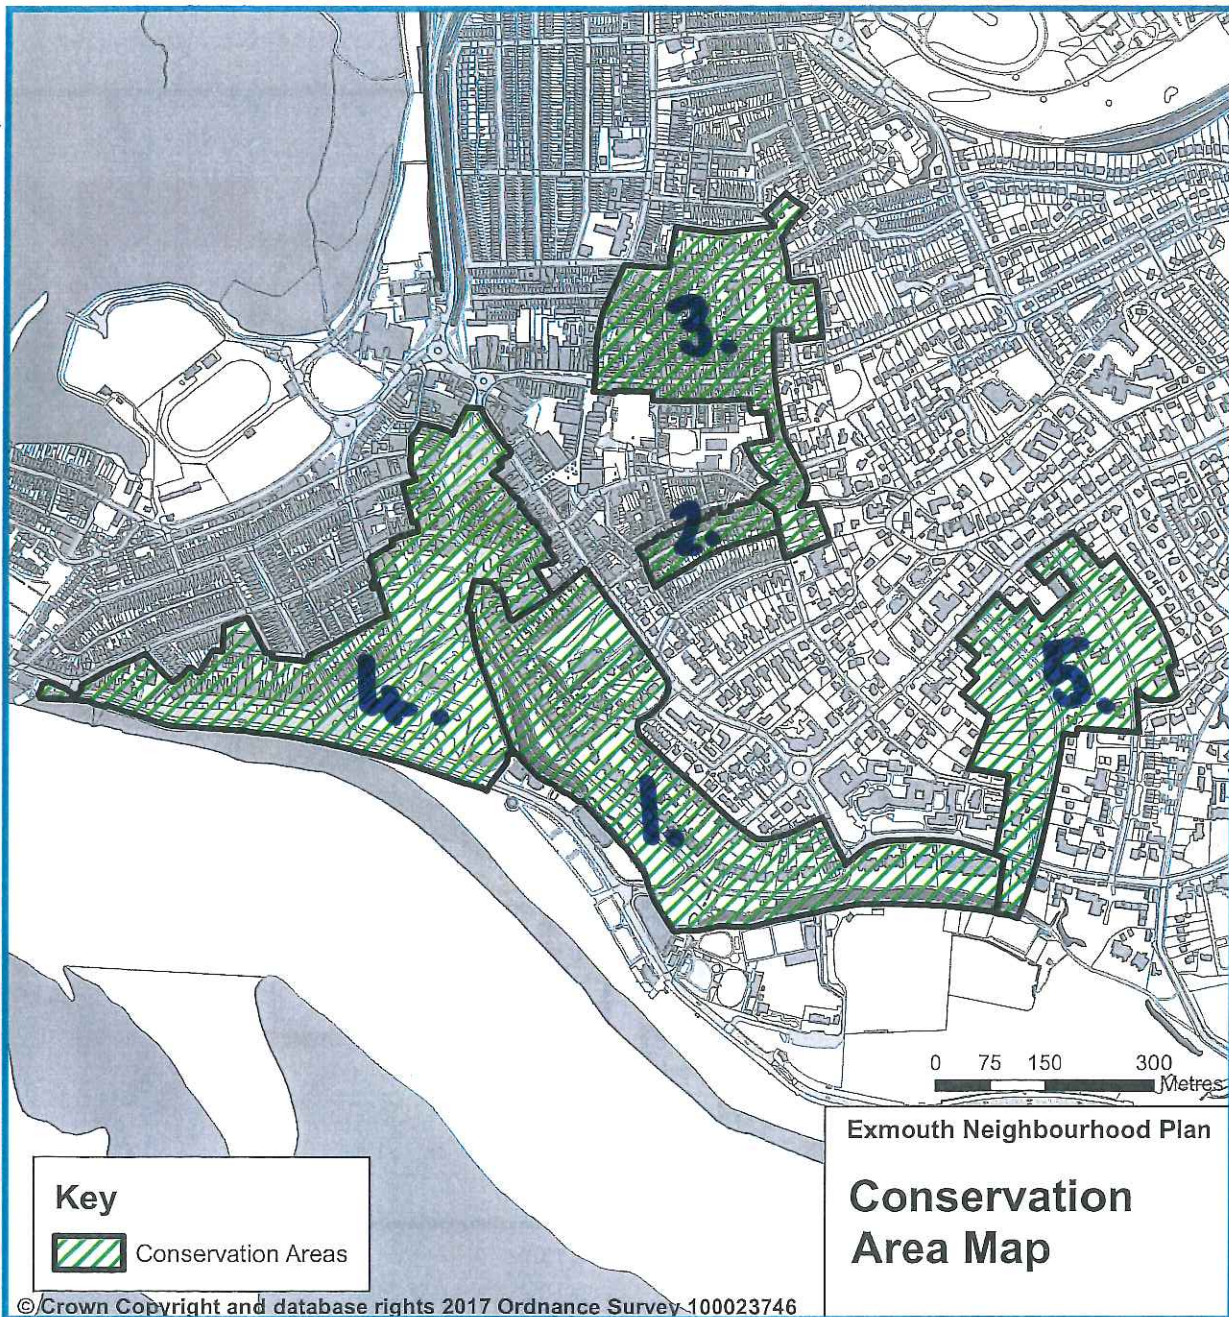 3.
2.
5.
4.
1.
0 75 150 300
Metres
Exmouth Neighbourhood Plan
Conservation
Area Map
Key
Conservation Areas
© Crown Copyright and database rights 2017 Ordnance Survey 100023746